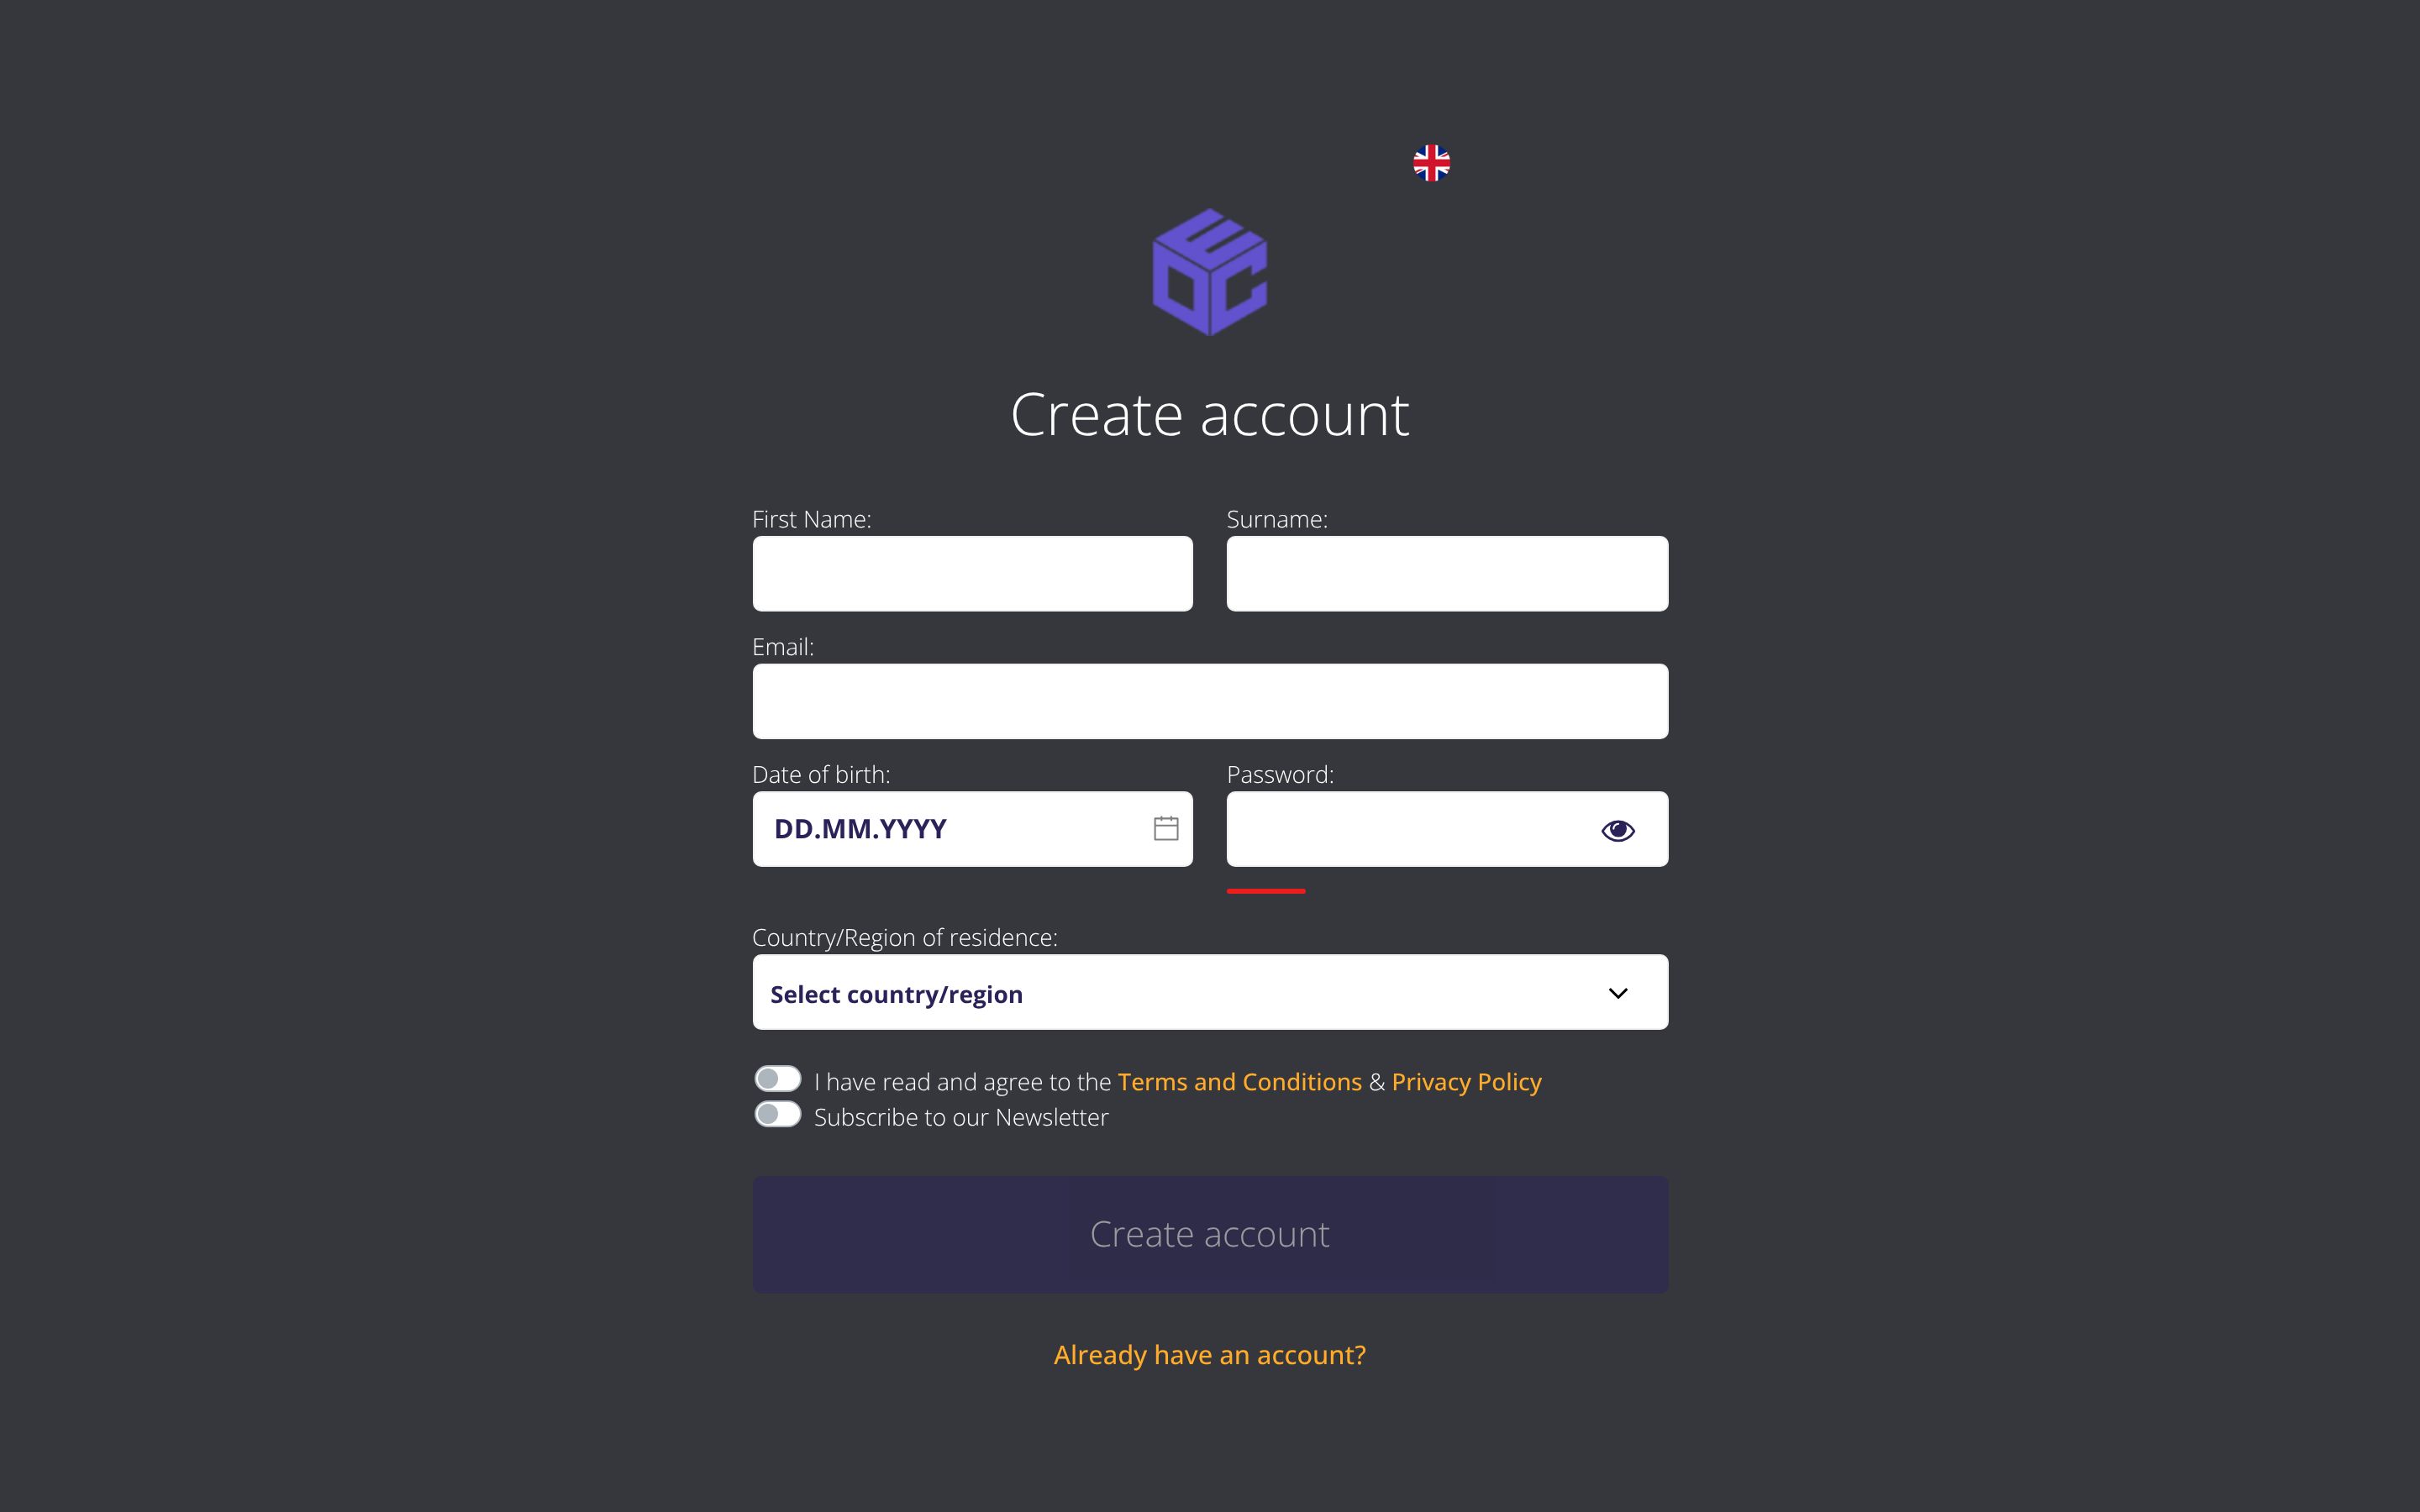 Create account
First Name: Surname:
Email:
Date of birth: Password:
DD.MM.YYYY
Country/Region of residence:
Select country/region
I have read and agree to the Terms and Conditions & Privacy Policy
Subscribe to our Newsletter
Create account
Already have an account?